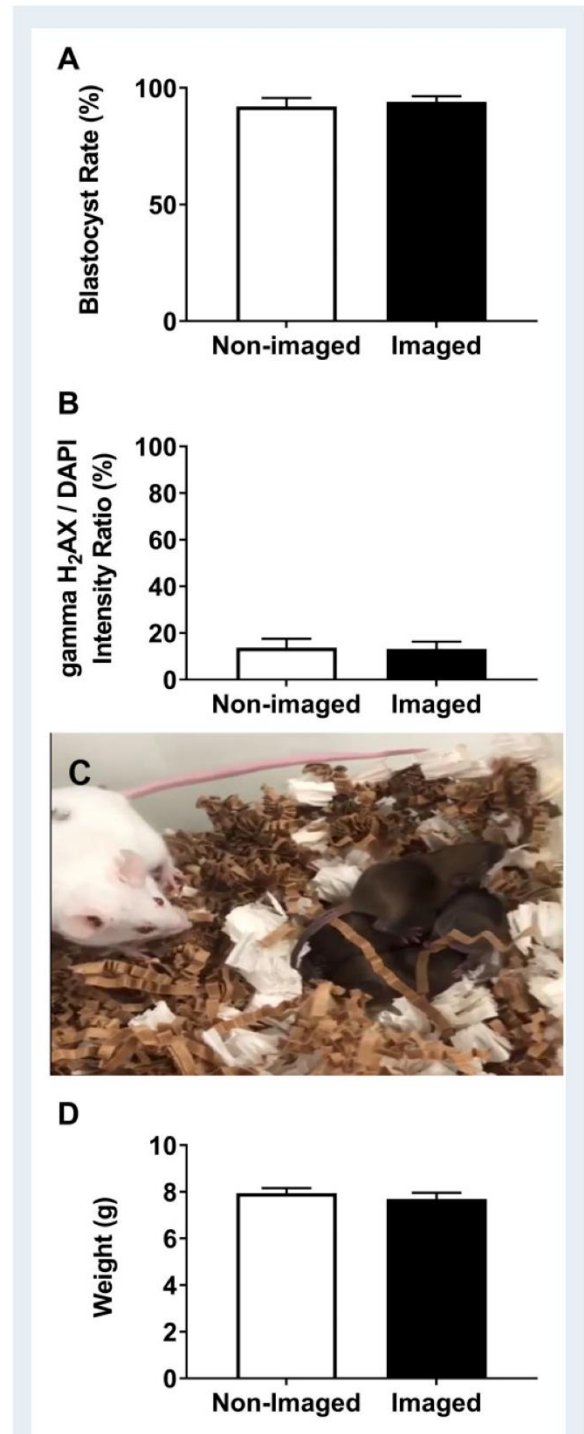 A
Blastocyst Rate (%)
100
50
0
Non-imaged Imaged
B
gamma H₂AX / DAPI
Intensity Ratio (%)
100
80
60
40
20
0
Non-imaged Imaged
C
D
Weight (g)
10
8
6
4
2
0
Non-Imaged Imaged